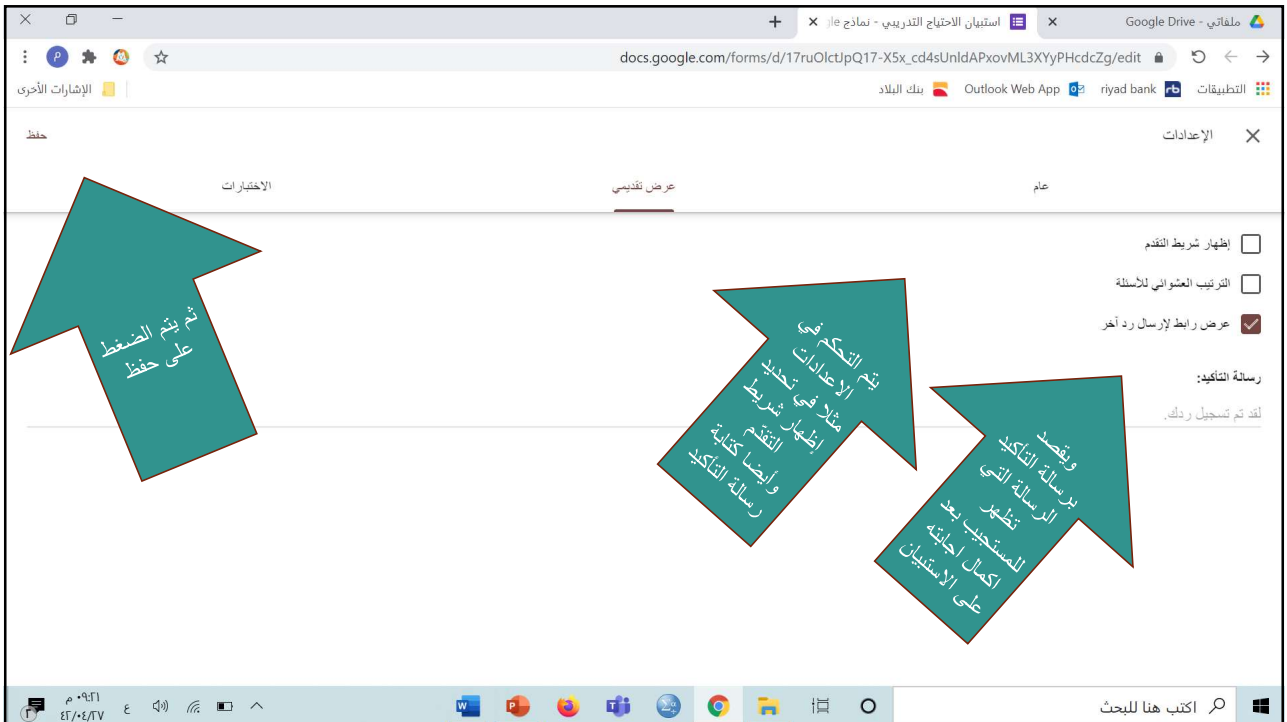 ملفاتي - Google Drive
استبيان الاحتياج التدريبي - نماذج
docs.google.com/forms/d/17ruOlctJpQ17-X5x_cd4sUnldAPxovML3XYyPHcdcZg/edit
P
التطبيقات
riyad bank
Outlook Web App
بنك البلاد
الإشارات الأخرى
الإعدادات
حفظ
عام
عرض تقديمي
الاختبارات
إظهار شريط التقدم
الترتيب العشوائي للأسئلة
عرض رابط لإرسال رد آخر
رسالة التأكيد:
لقد تم تسجيل ردك.
ويقصد
برسالة التأكيد
الرسالة التي
تظهر
للمستجيب بعد
اكمال اجابته
على الاستبيان
يتم التحكم في
الاعدادات
مثلا في تحديد
إظهار شريط
التقدّم
وأيضا كتابة
رسالة التأكيد
ثم يتم الضغط
على حفظ
اكتب هنا للبحث
ع
٠٩:٢١ م
٤٢/٠٤/٢٧